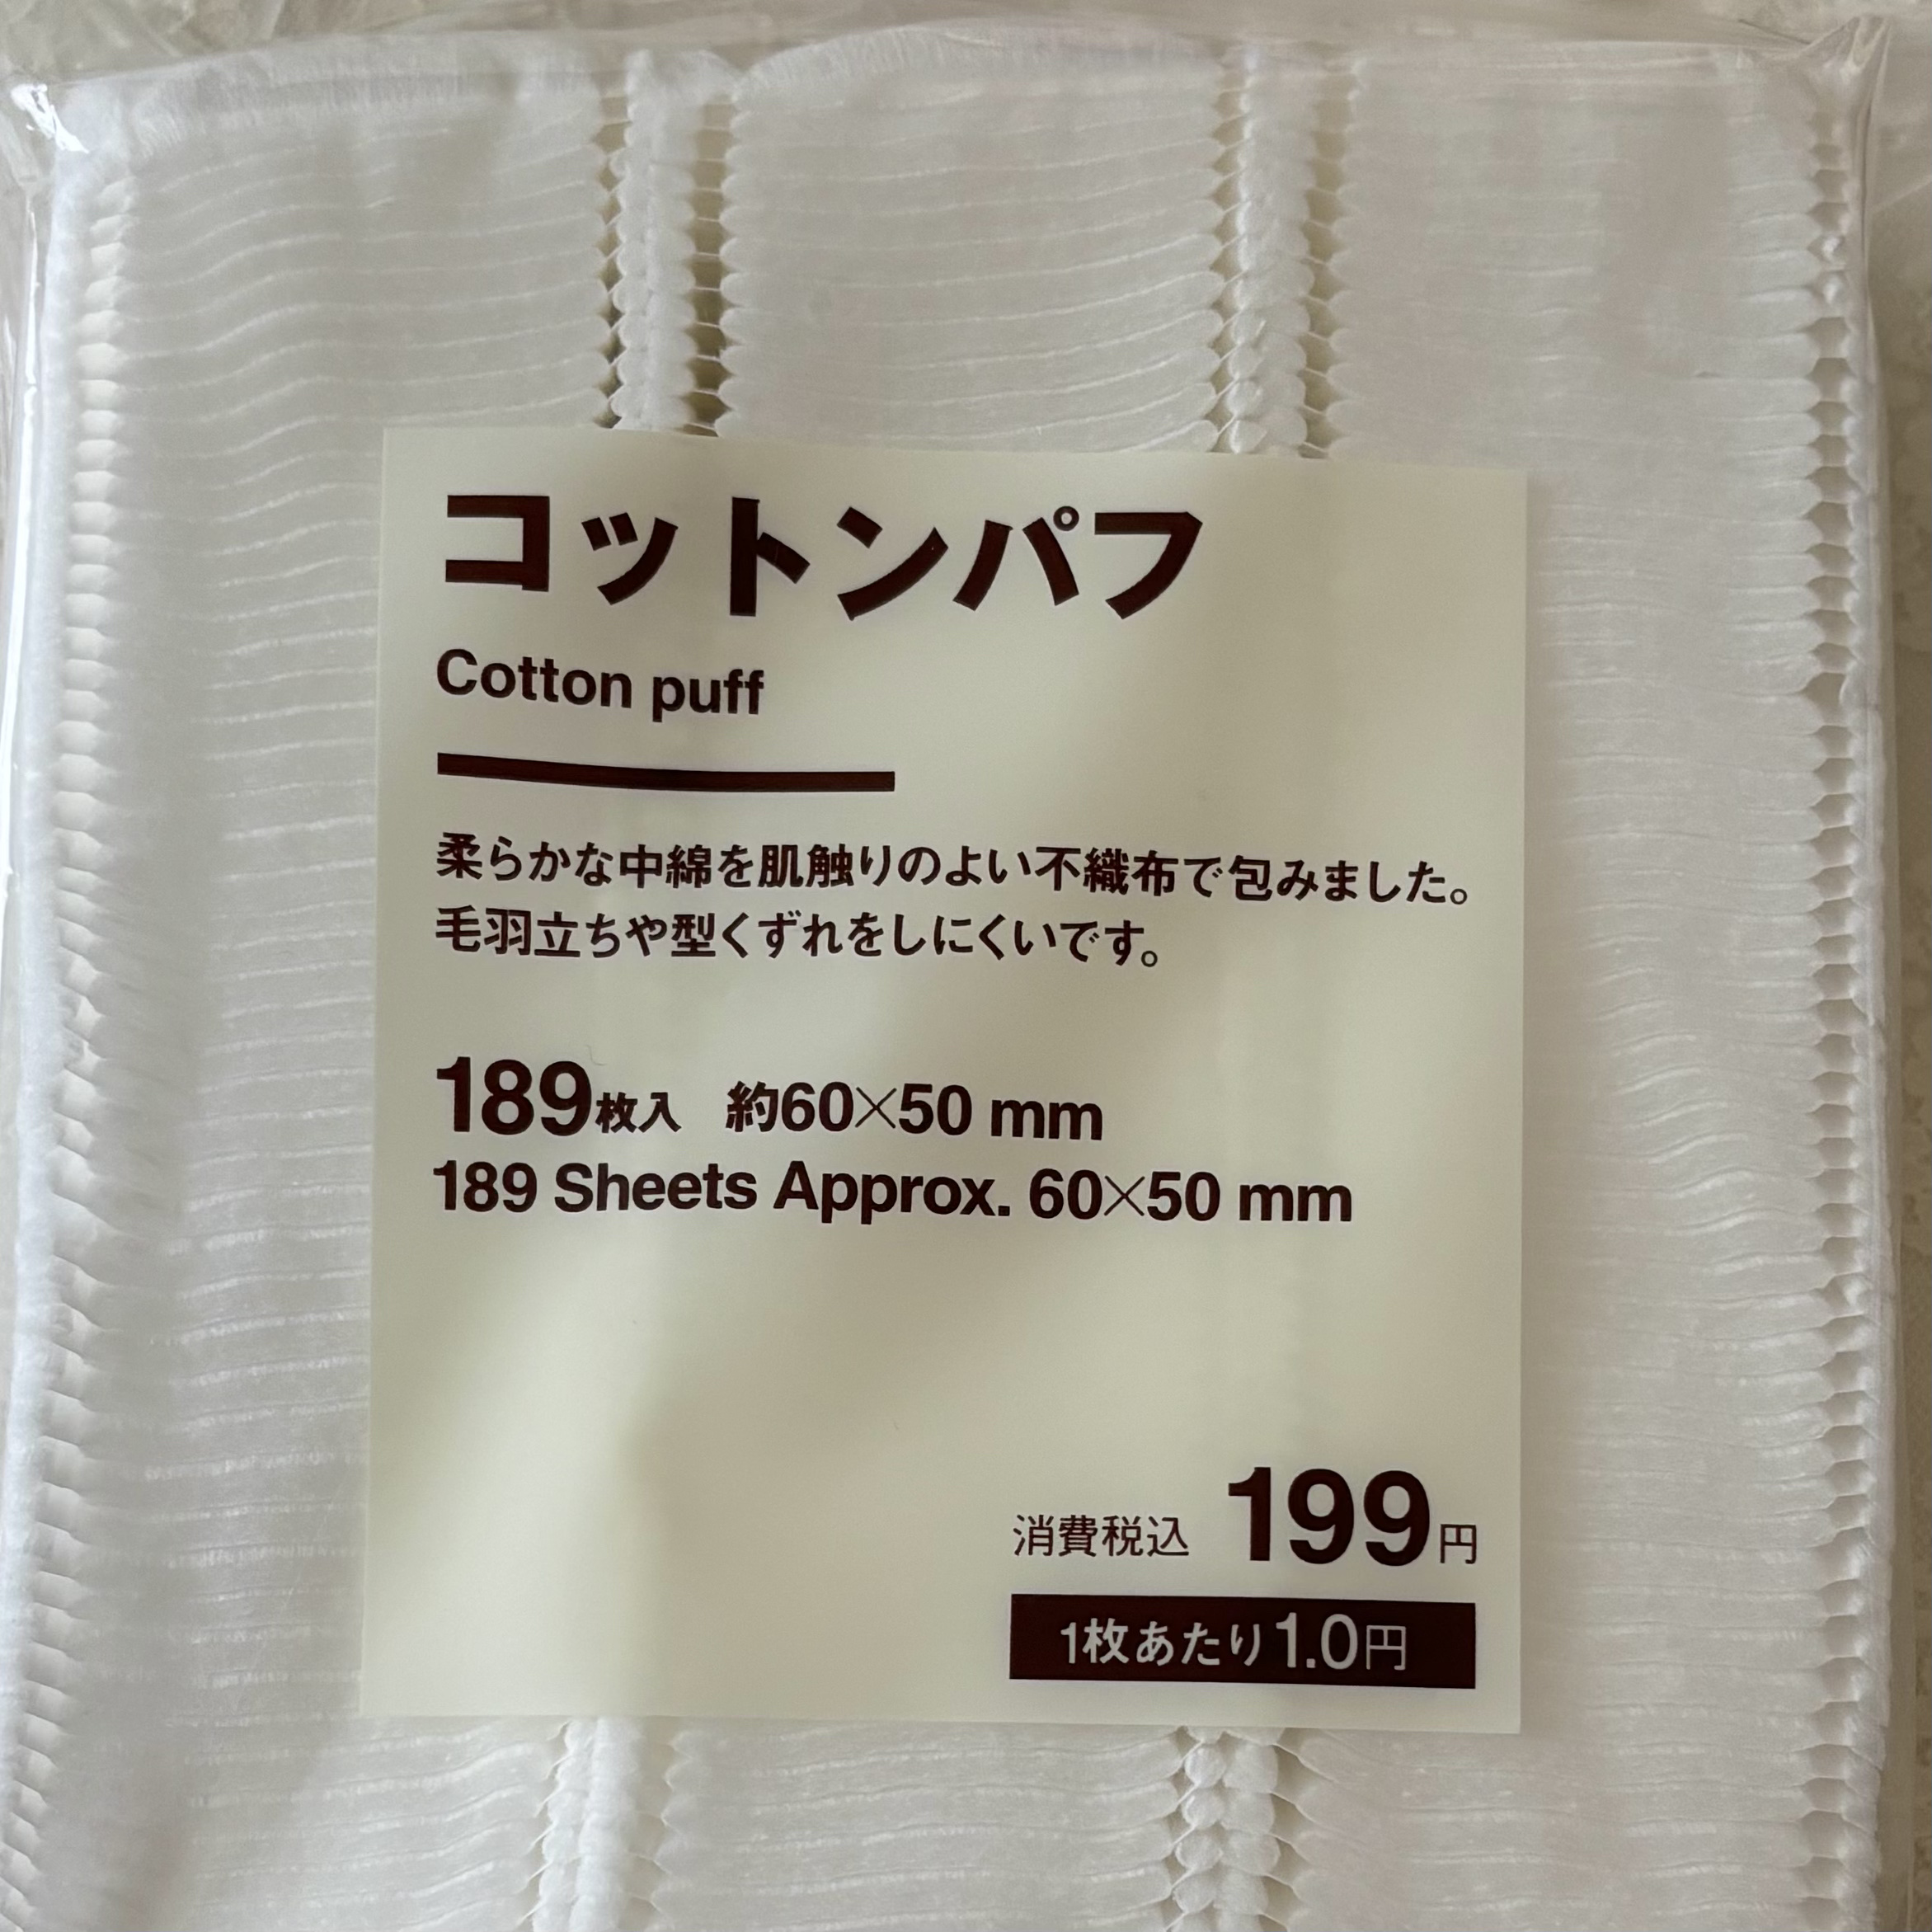 コットンパフ
Cotton puff
柔らかな中綿を肌触りのよい不織布で包みました。
毛羽立ちや型くずれをしにくいです。
189枚入 約60×50 mm
189 Sheets Approx. 60×50 mm
消費税込 199円
1枚あたり1.0円